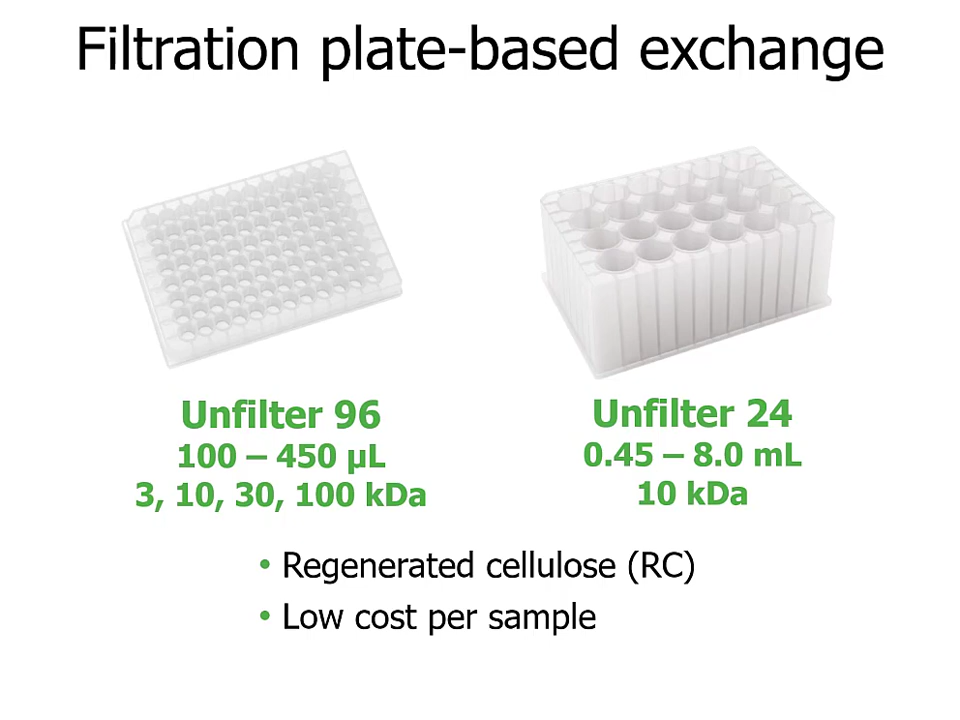 Filtration plate-based exchange
Unfilter 96
100 – 450 µL
3, 10, 30, 100 kDa
Unfilter 24
0.45 – 8.0 mL
10 kDa
• Regenerated cellulose (RC)
• Low cost per sample